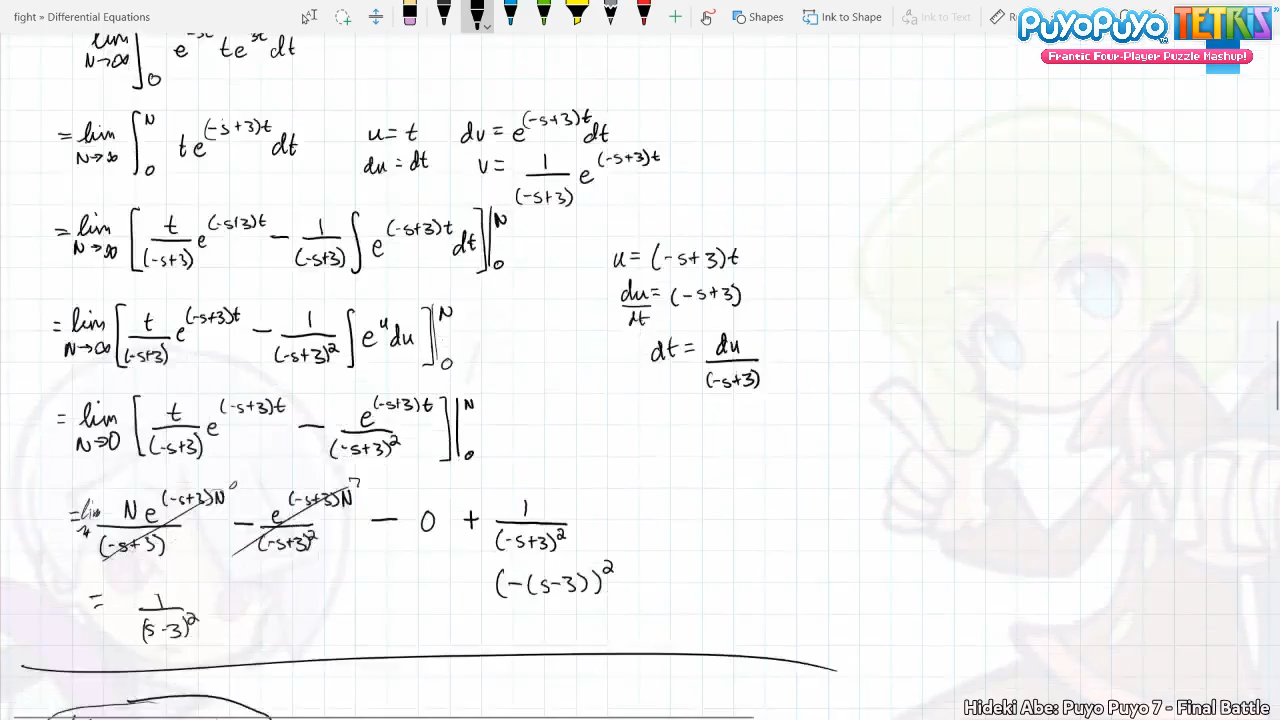 fight » Differential Equations
Shapes
Ink to Shape
Ink to Text
PUYOPUYO TETRIS
Frantic Four-Player Puzzle Mashup!
lim N→∞ ∫₀ e^(-st) te^(3t) dt
= lim N→∞ ∫₀^N te^((-s+3)t) dt u = t dv = e^((-s+3)t) dt
du = dt v = 1/(-s+3) e^((-s+3)t)
= lim N→∞ [t/(-s+3) e^((-s+3)t) − 1/(-s+3) ∫ e^((-s+3)t) dt]|₀^N
u = (-s+3)t
du/dt = (-s+3)
= lim N→∞ [t/(-s+3) e^((-s+3)t) − 1/(-s+3)² ∫ e^u du]|₀^N
dt = du/(-s+3)
= lim N→0 [t/(-s+3) e^((-s+3)t) − e^((-s+3)t)/(-s+3)²]|₀^N
= lim Ne^((-s+3)N)/(-s+3) − e^((-s+3)N)/(-s+3)² − 0 + 1/(-s+3)²
(-(s-3))²
= 1/(s-3)²
Hideki Abe: Puyo Puyo 7 - Final Battle